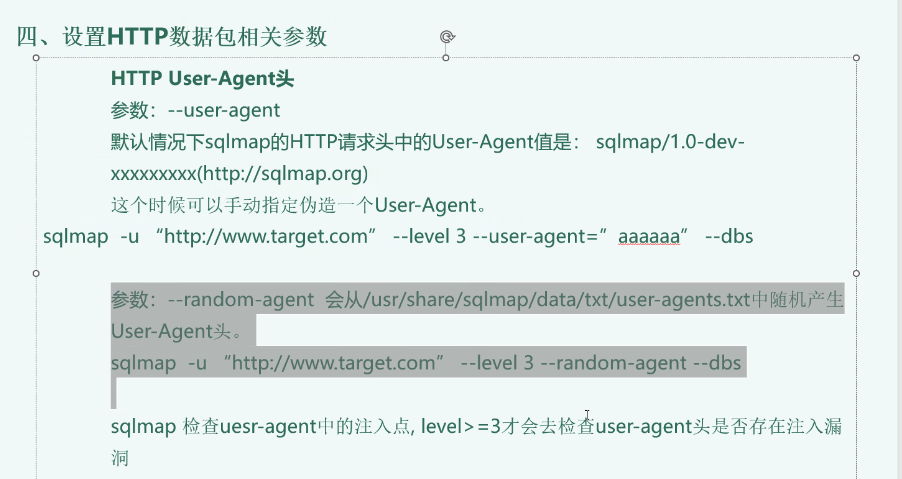 四、设置HTTP数据包相关参数
HTTP User-Agent头
参数：--user-agent
默认情况下sqlmap的HTTP请求头中的User-Agent值是： sqlmap/1.0-dev-
xxxxxxxxx(http://sqlmap.org)
这个时候可以手动指定伪造一个User-Agent。
sqlmap -u “http://www.target.com” --level 3 --user-agent=”aaaaaa” --dbs
参数：--random-agent 会从/usr/share/sqlmap/data/txt/user-agents.txt中随机产生
User-Agent头。
sqlmap -u “http://www.target.com” --level 3 --random-agent --dbs
sqlmap 检查uesr-agent中的注入点, level>=3才会去检查user-agent头是否存在注入漏
洞